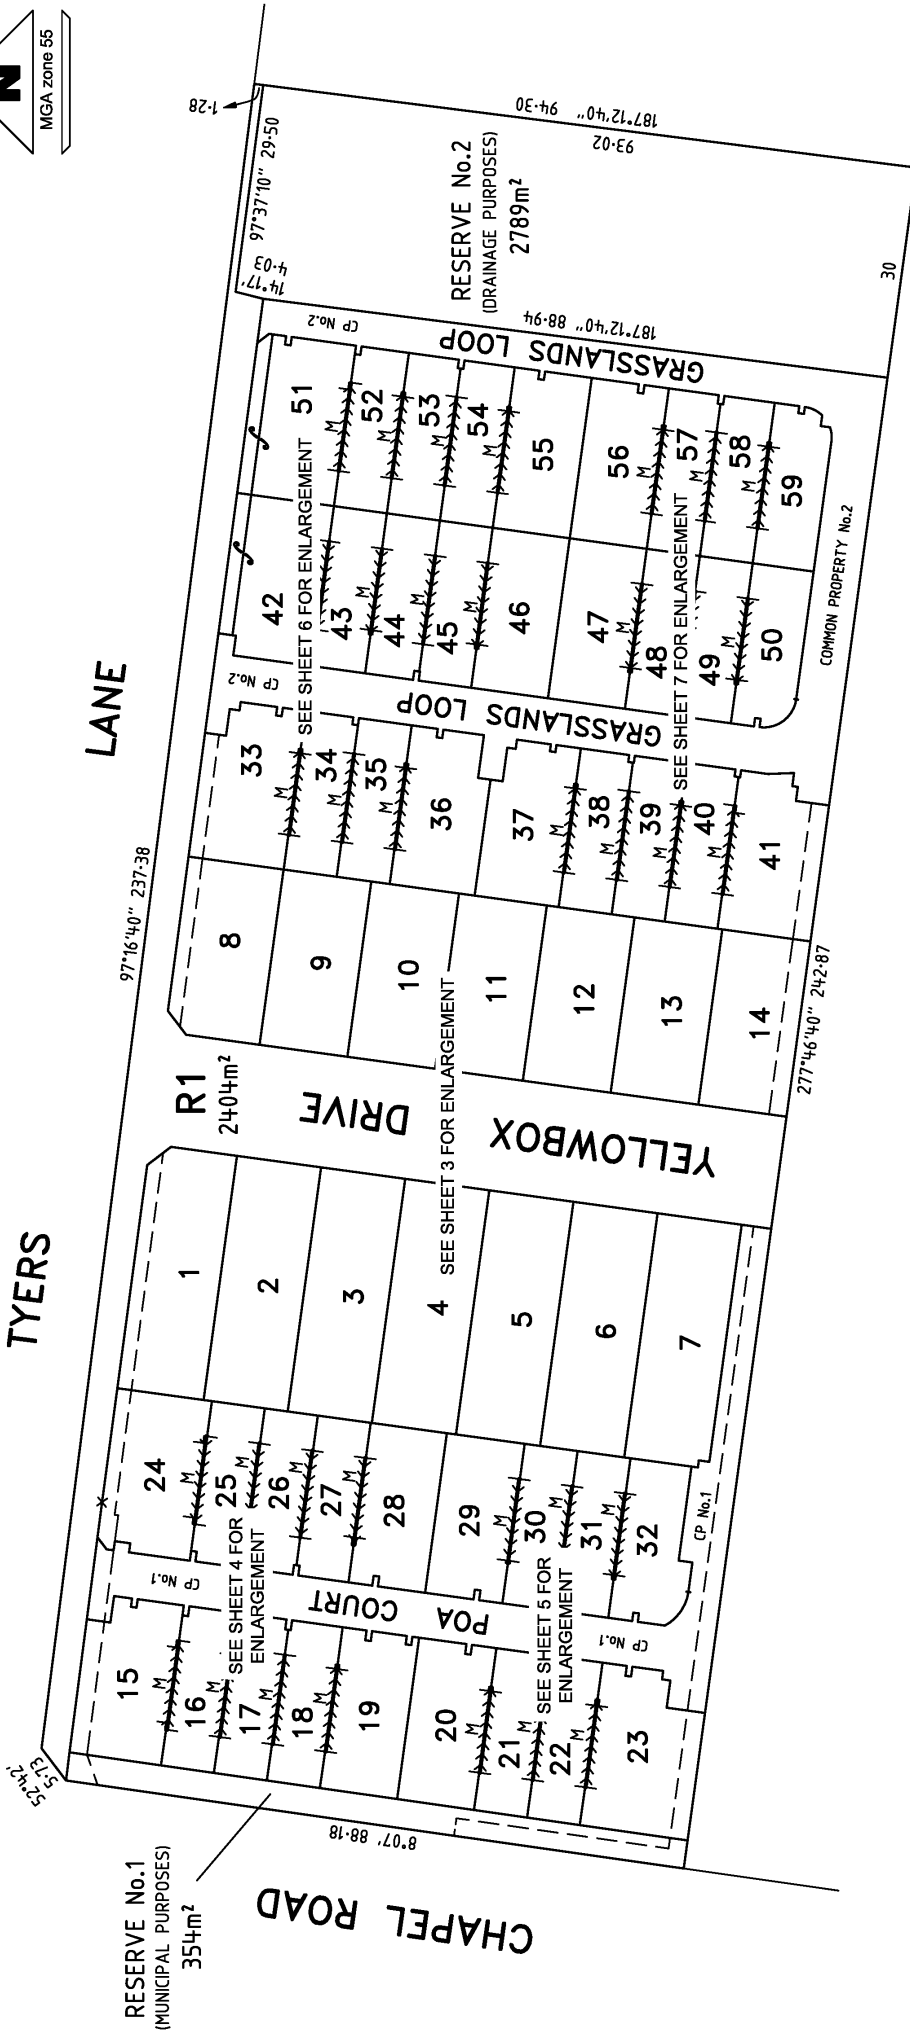 N
MGA zone 55
TYERS LANE
97°16'40" 237·38
97°37'10" 29·50
1·28
14°17'
4·03
187°12'40" 94·30
93·02
RESERVE No.2
(DRAINAGE PURPOSES)
2789m²
187°12'40" 88·94
30
GRASSLANDS LOOP
CP No.2
51
52
53
54
55
56
57
58
59
M
M
M
M
M
M
M
SEE SHEET 6 FOR ENLARGEMENT
SEE SHEET 7 FOR ENLARGEMENT
42
43
44
45
46
47
48
49
50
M
M
M
M
M
COMMON PROPERTY No.2
CP No.2
GRASSLANDS LOOP
GRASSLANDS
33
34
35
36
37
38
39
40
41
M
M
M
M
M
M
M
8
9
10
11
12
13
14
277°46'40" 242·87
R1
2404m²
YELLOWBOX DRIVE
SEE SHEET 3 FOR ENLARGEMENT
1
2
3
4
5
6
7
24
25
26
27
28
29
30
31
32
M
M
M
M
M
M
M
CP No.1
CP No.1
POA COURT
CP No.1
SEE SHEET 4 FOR
ENLARGEMENT
SEE SHEET 5 FOR
ENLARGEMENT
15
16
17
18
19
20
21
22
23
M
M
M
M
M
M
M
52°42'
5·73
8°07' 88·18
RESERVE No.1
(MUNICIPAL PURPOSES)
354m²
CHAPEL ROAD